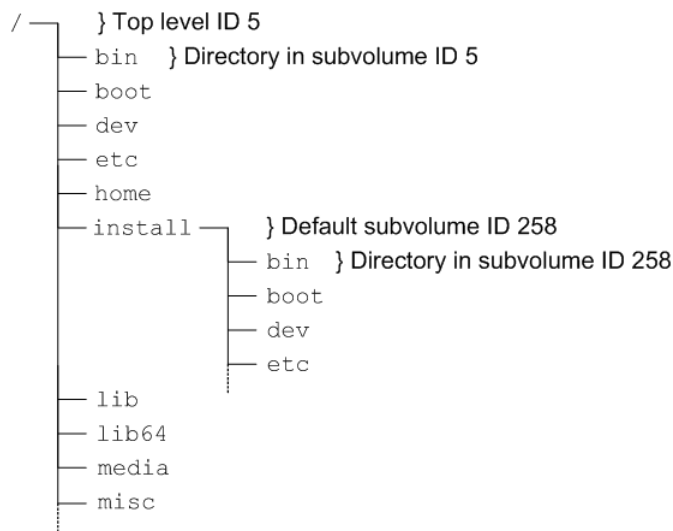 / } Top level ID 5
bin } Directory in subvolume ID 5
boot
dev
etc
home
install } Default subvolume ID 258
bin } Directory in subvolume ID 258
boot
dev
etc
lib
lib64
media
misc